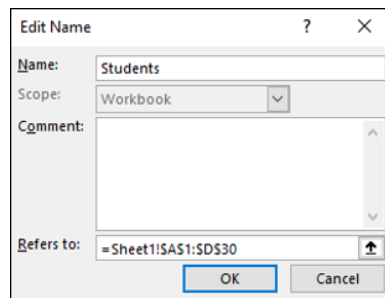 Edit Name ?
Name: Students
Scope: Workbook
Comment:
Refers to: =Sheet1!$A$1:$D$30
OK Cancel